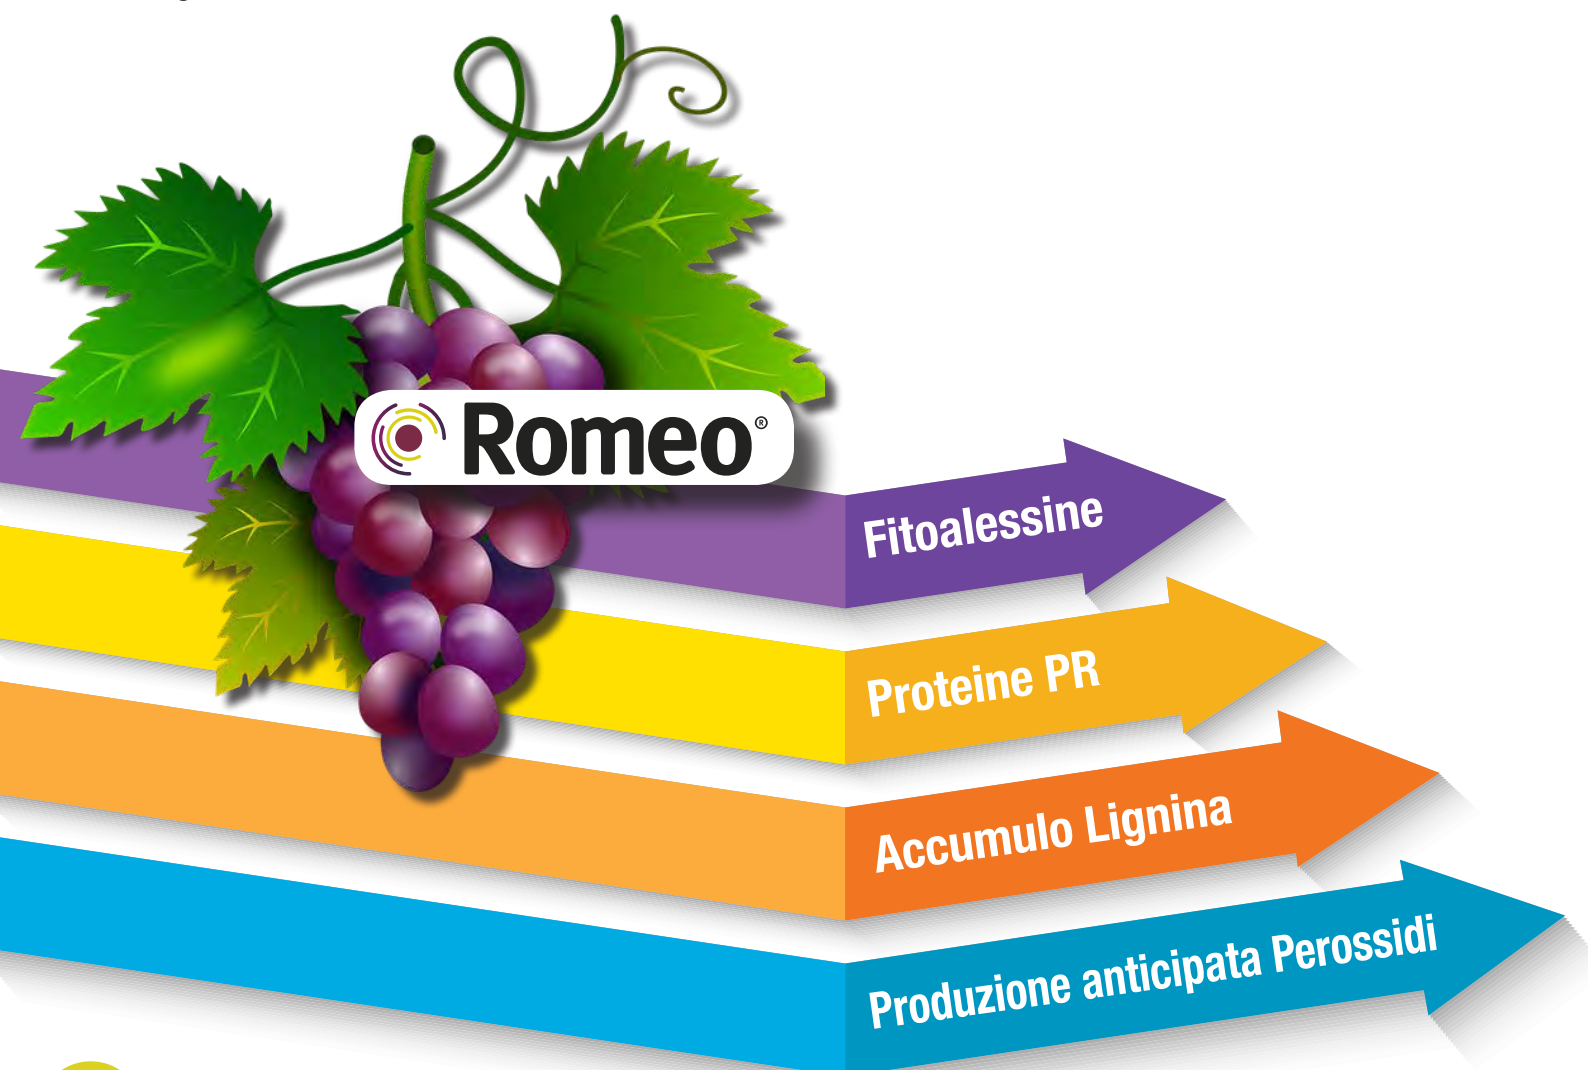 Romeo®
Fitoalessine
Proteine PR
Accumulo Lignina
Produzione anticipata Perossidi